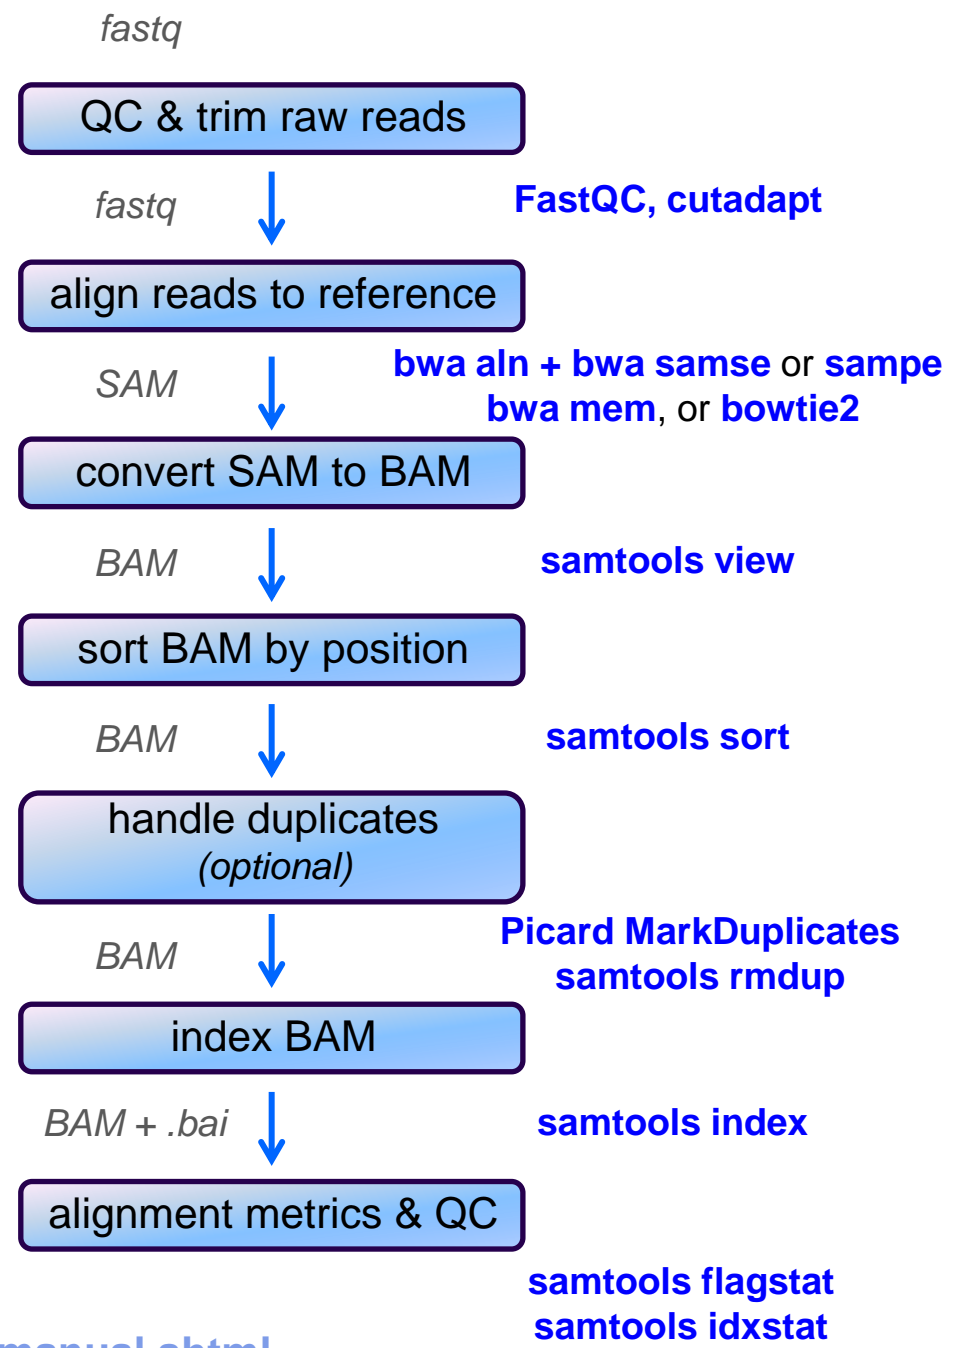 fastq
QC & trim raw reads
fastq
FastQC, cutadapt
align reads to reference
SAM
bwa aln + bwa samse or sampe
bwa mem, or bowtie2
convert SAM to BAM
BAM
samtools view
sort BAM by position
BAM
samtools sort
handle duplicates
(optional)
BAM
Picard MarkDuplicates
samtools rmdup
index BAM
BAM + .bai
samtools index
alignment metrics & QC
samtools flagstat
samtools idxstat
manual.shtml